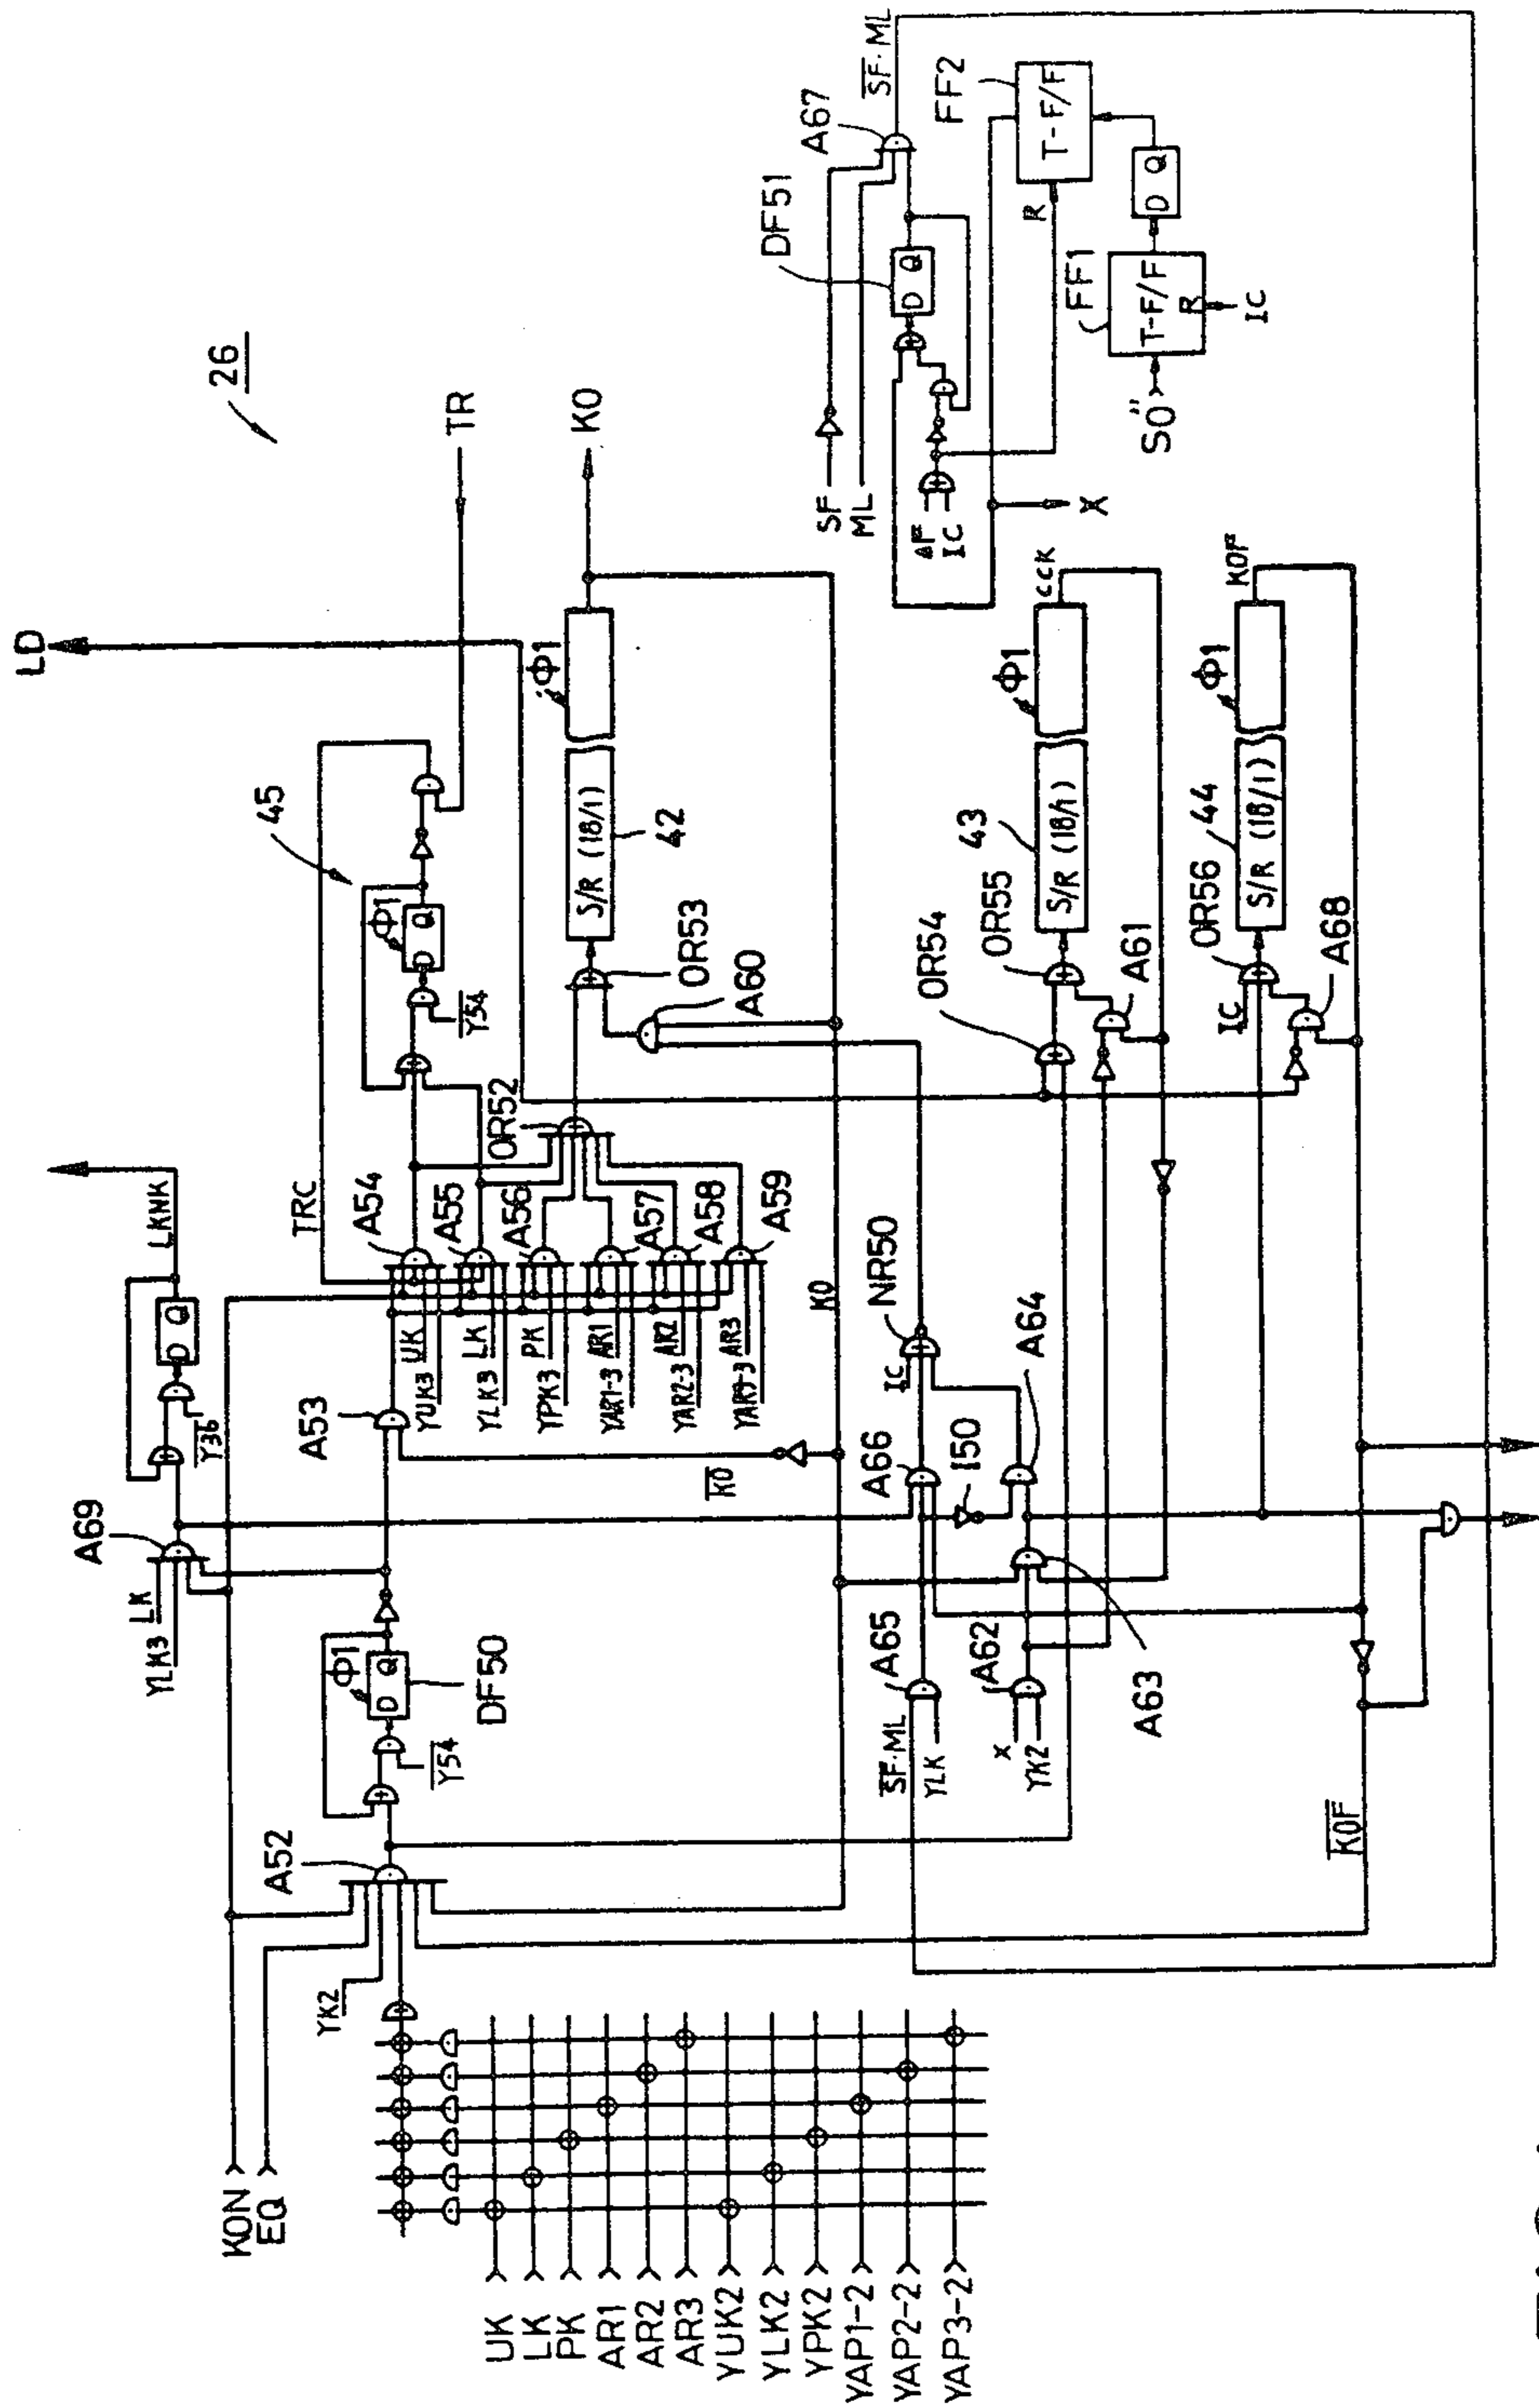 26
LD
TR
KO
LKNK
TRC
45
Φ1
D Q
Y54
A69
YLK3 LK
Y36
D Q
A53
A54
A55
A56
A57
A58
A59
YUK3 UK
YLK3 LK
YPK3 PK
YAR1-3 AR1
YAR2-3 AR2
YAR3-3 AR3
OR52
OR53
A60
S/R (18/1)
Φ1
42
KO
KO
A52
KON
EQ
YK2
Φ1
D Q
DF50
Y54
UK
LK
PK
AR1
AR2
AR3
YUK2
YLK2
YPK2
YAP1-2
YAP2-2
YAP3-2
SF·ML
YLK
A65
A66
I50
IC
NR50
A64
X
YK2
A62
A63
KOF
OR54
OR55
A61
S/R (18/1)
43
Φ1
CCK
OR56
IC
A68
S/R (18/1)
44
Φ1
KOF
SF
ML
ΔF
IC
X
DF51
D Q
A67
SF·ML
FF2
T-F/F
R
D Q
FF1
T-F/F
R
IC
SO"